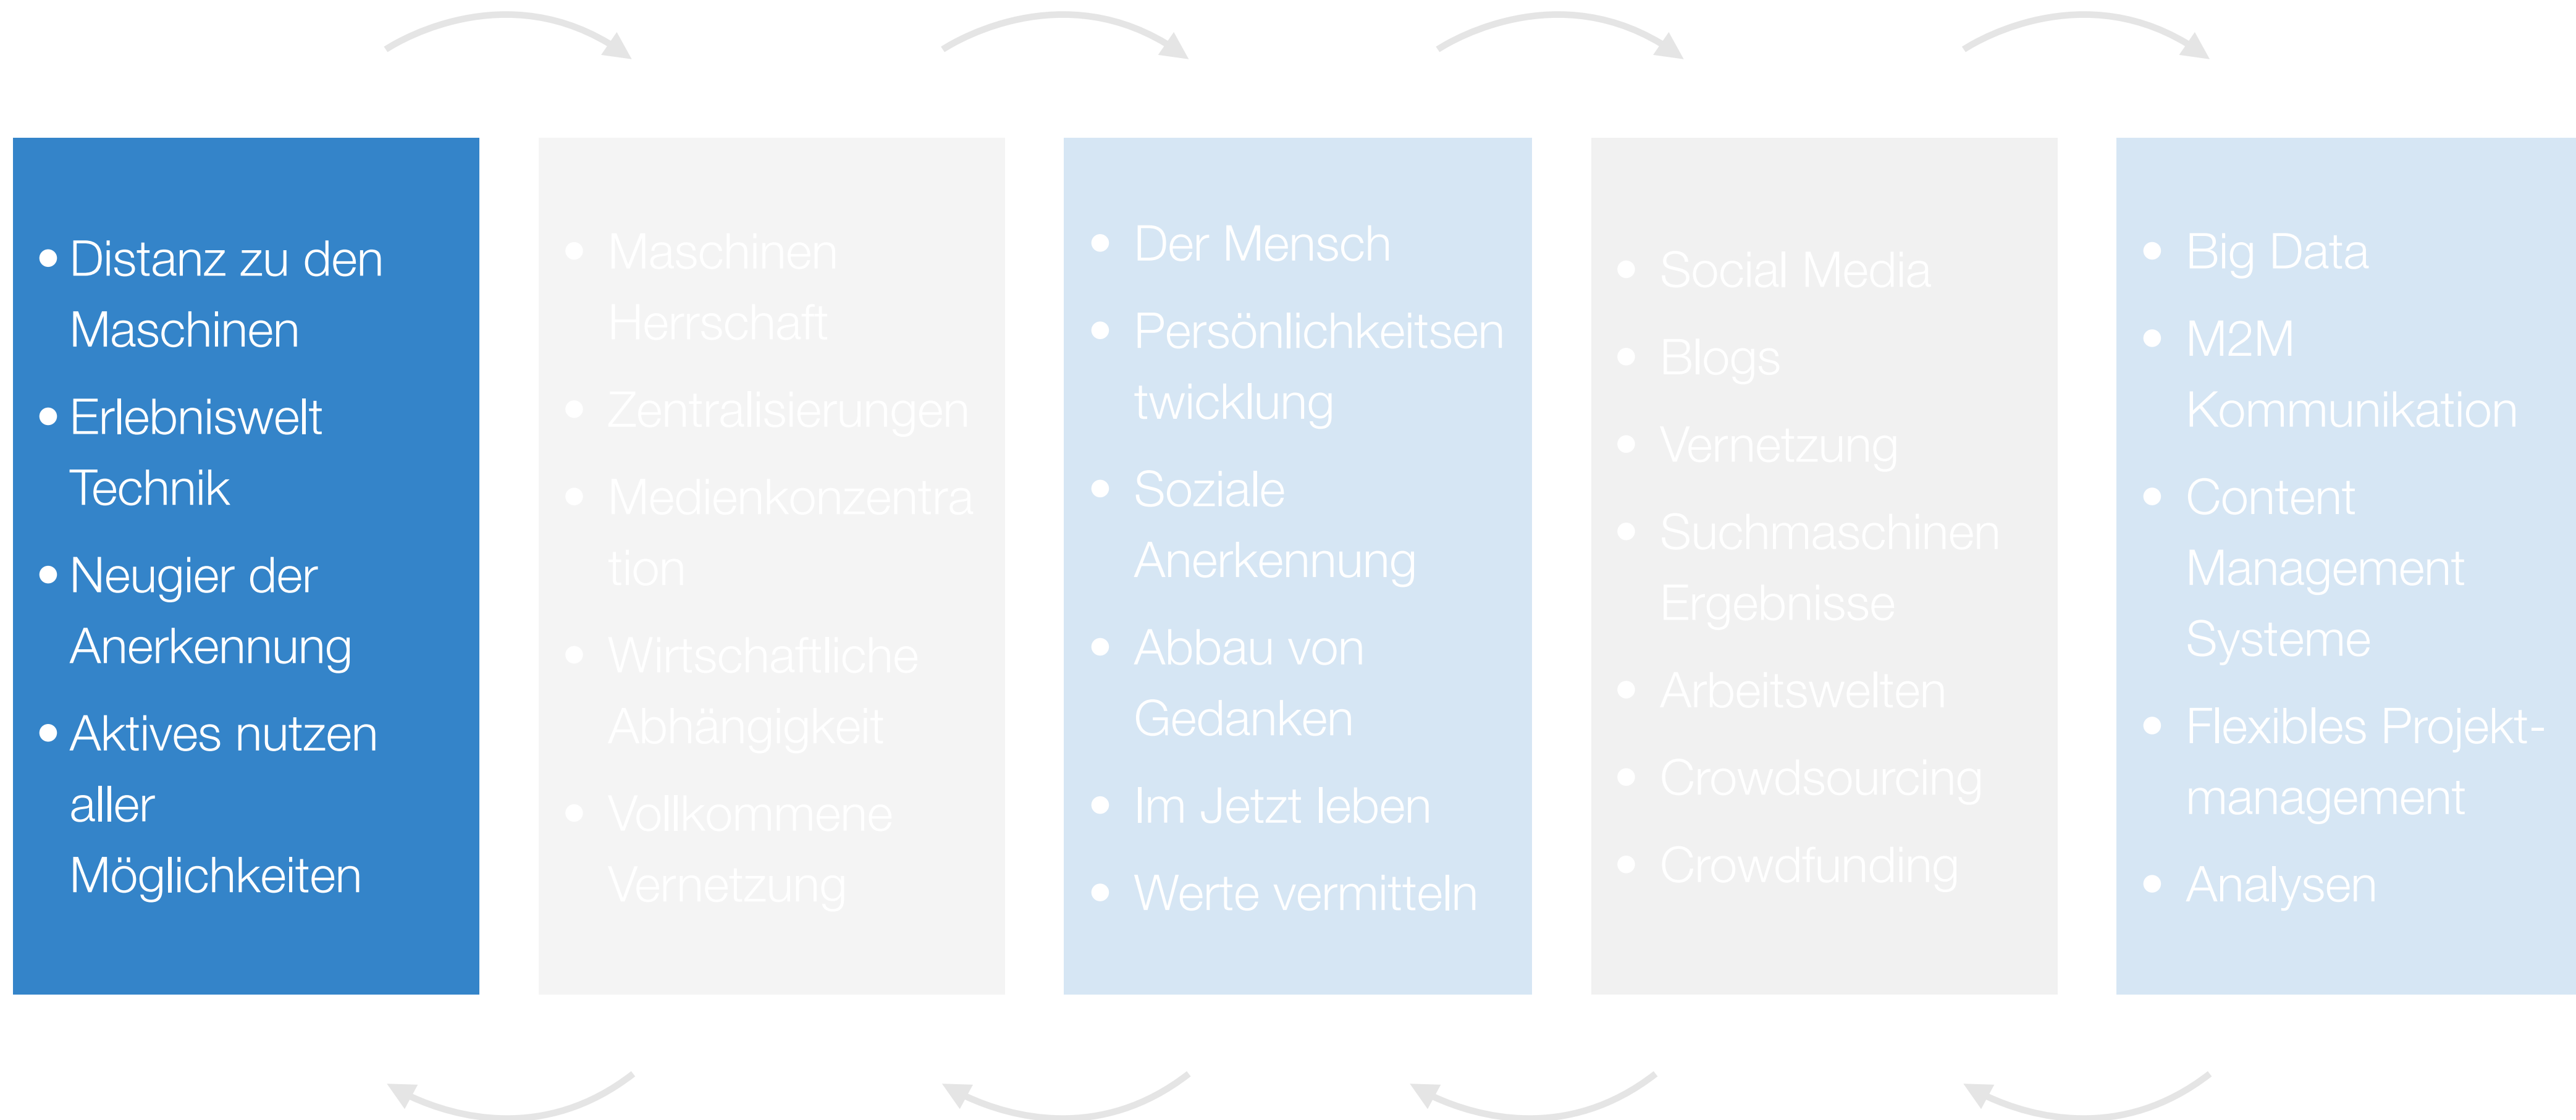 • Distanz zu den
Maschinen
• Erlebniswelt
Technik
• Neugier der
Anerkennung
• Aktives nutzen
aller
Möglichkeiten
• Maschinen
Herrschaft
• Zentralisierungen
• Medienkonzentra
tion
• Wirtschaftliche
Abhängigkeit
• Vollkommene
Vernetzung
• Der Mensch
• Persönlichkeitsen
twicklung
• Soziale
Anerkennung
• Abbau von
Gedanken
• Im Jetzt leben
• Werte vermitteln
• Social Media
• Blogs
• Vernetzung
• Suchmaschinen
Ergebnisse
• Arbeitswelten
• Crowdsourcing
• Crowdfunding
• Big Data
• M2M
Kommunikation
• Content
Management
Systeme
• Flexibles Projekt-
management
• Analysen